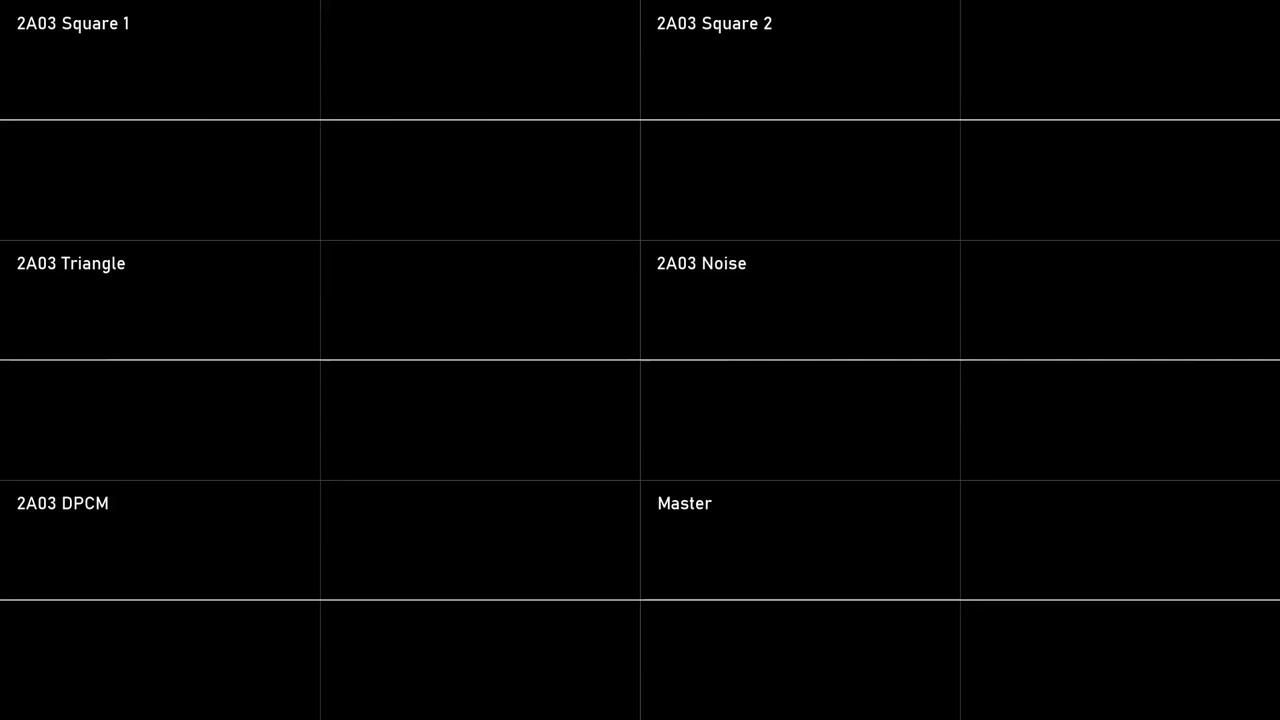 2A03 Square 1
2A03 Square 2
2A03 Triangle
2A03 Noise
2A03 DPCM
Master